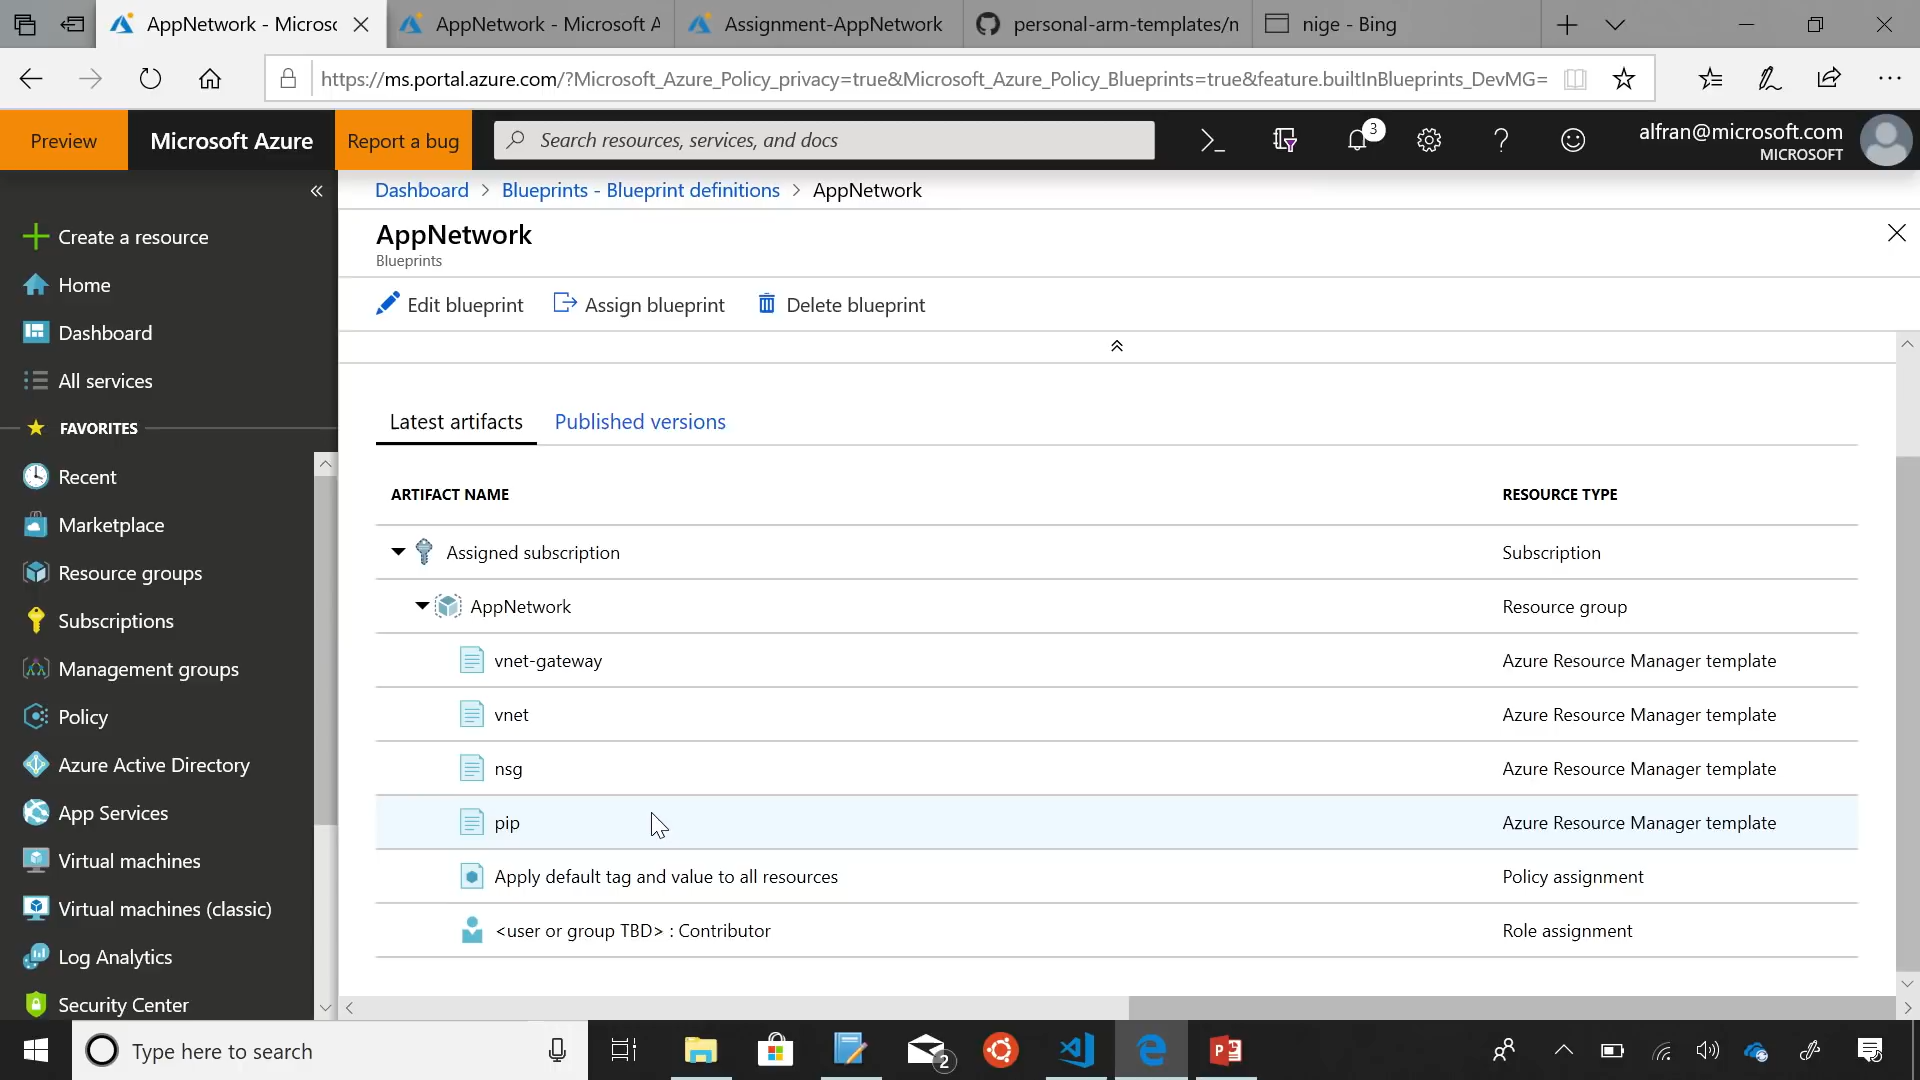 AppNetwork - Microsc
AppNetwork - Microsoft A
Assignment-AppNetwork
personal-arm-templates/n
nige - Bing
https://ms.portal.azure.com/?Microsoft_Azure_Policy_privacy=true&Microsoft_Azure_Policy_Blueprints=true&feature.builtInBlueprints_DevMG=
Preview
Microsoft Azure
Report a bug
Search resources, services, and docs
3
alfran@microsoft.com
MICROSOFT
Dashboard > Blueprints - Blueprint definitions > AppNetwork
AppNetwork
Blueprints
Edit blueprint
Assign blueprint
Delete blueprint
Create a resource
Home
Dashboard
All services
FAVORITES
Recent
Marketplace
Resource groups
Subscriptions
Management groups
Policy
Azure Active Directory
App Services
Virtual machines
Virtual machines (classic)
Log Analytics
Security Center
Latest artifacts
Published versions
ARTIFACT NAME RESOURCE TYPE
Assigned subscription Subscription
AppNetwork Resource group
vnet-gateway Azure Resource Manager template
vnet Azure Resource Manager template
nsg Azure Resource Manager template
pip Azure Resource Manager template
Apply default tag and value to all resources Policy assignment
<user or group TBD> : Contributor Role assignment
Type here to search
2